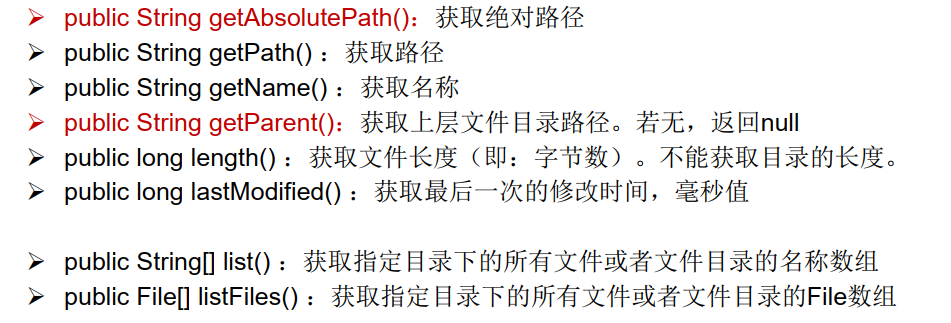 ➢ public String getAbsolutePath()：获取绝对路径
➢ public String getPath() ：获取路径
➢ public String getName() ：获取名称
➢ public String getParent()：获取上层文件目录路径。若无，返回null
➢ public long length() ：获取文件长度（即：字节数）。不能获取目录的长度。
➢ public long lastModified() ：获取最后一次的修改时间，毫秒值
➢ public String[] list() ：获取指定目录下的所有文件或者文件目录的名称数组
➢ public File[] listFiles() ：获取指定目录下的所有文件或者文件目录的File数组